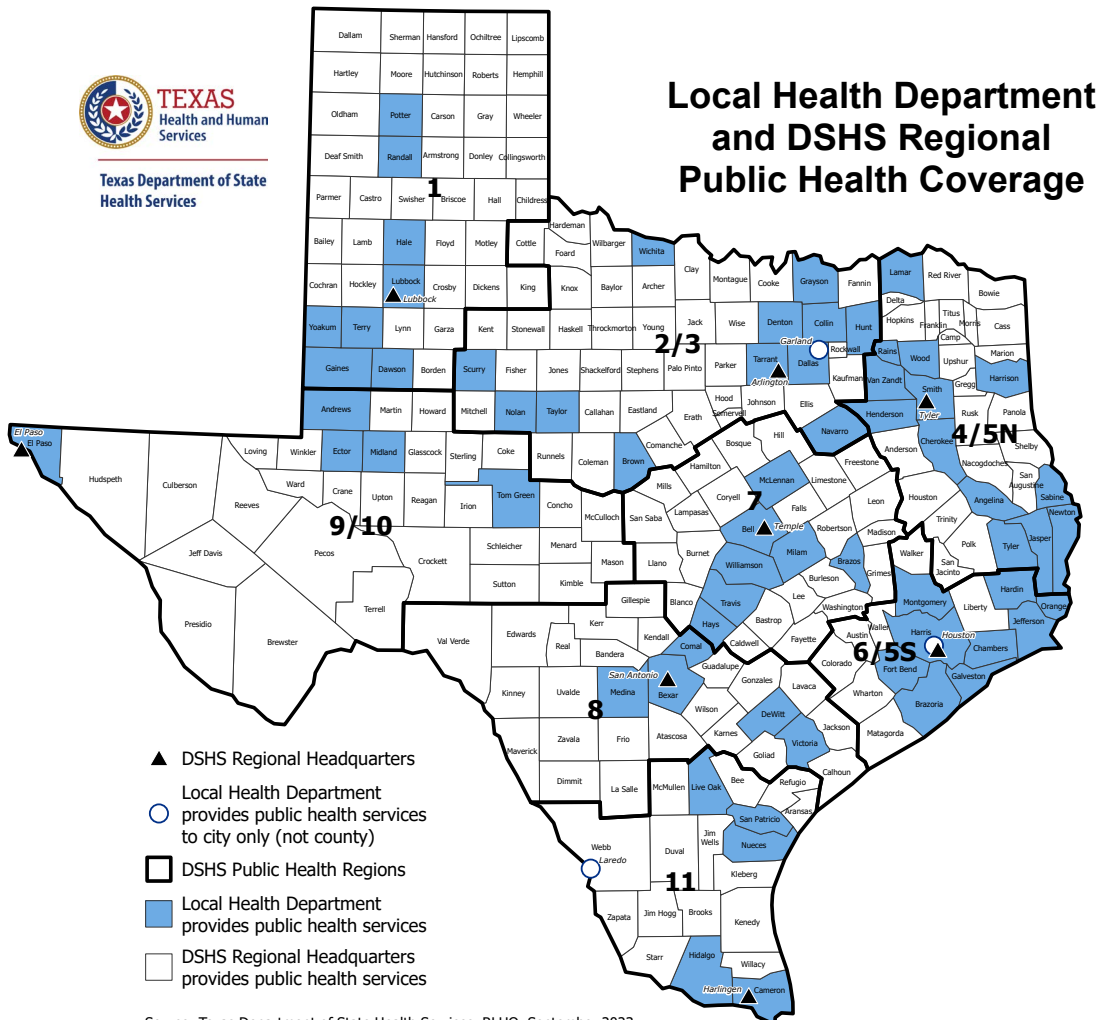 TEXAS
Health and Human
Services
Texas Department of State
Health Services
Local Health Department
and DSHS Regional
Public Health Coverage
Dallam Sherman Hansford Ochiltree Lipscomb
Hartley Moore Hutchinson Roberts Hemphill
Oldham Potter Carson Gray Wheeler
Deaf Smith Randall Armstrong Donley Collingsworth
1
Parmer Castro Swisher Briscoe Hall Childress
Bailey Lamb Hale Floyd Motley Cottle Hardeman Foard Wilbarger Wichita
Clay Montague Cooke Grayson Fannin Lamar Red River Bowie
Cochran Hockley Lubbock Crosby Dickens King Knox Baylor Archer
Lubbock
Delta Hopkins Franklin Titus Morris Cass Camp
Yoakum Terry Lynn Garza Kent Stonewall Haskell Throckmorton Young Jack Wise Denton Collin Hunt
2/3
Garland Rockwall Rains Wood Upshur Marion
Gaines Dawson Borden Scurry Fisher Jones Shackelford Stephens Palo Pinto Parker Tarrant Dallas Kaufman Van Zandt Smith Gregg Harrison
Arlington
Tyler
Andrews Martin Howard Mitchell Nolan Taylor Callahan Eastland Erath Hood Somervell Johnson Ellis Henderson Rusk Panola
4/5N
El Paso
El Paso Hudspeth Culberson Loving Winkler Ector Midland Glasscock Sterling Coke Runnels Coleman Brown Comanche Bosque Hill Navarro Anderson Cherokee Nacogdoches Shelby
Reeves Ward Crane Upton Reagan Irion Tom Green Concho McCulloch Mills Hamilton Coryell McLennan Limestone Freestone Leon Houston Angelina San Augustine Sabine Newton
9/10
7
Jeff Davis Pecos Crockett Schleicher Menard San Saba Lampasas Bell Falls Robertson Madison Trinity Polk Tyler Jasper
Temple
Sutton Kimble Mason Llano Burnet Williamson Milam Brazos Grimes Walker San Jacinto
Presidio Brewster Terrell Val Verde Edwards Gillespie Blanco Travis Lee Burleson Washington Montgomery Liberty Hardin Orange
Real Kerr Kendall Bandera Hays Comal Caldwell Bastrop Fayette Austin Waller Harris Chambers Jefferson
Houston
6/5S
San Antonio
Kinney Uvalde Medina Bexar Guadalupe Gonzales Lavaca Colorado Fort Bend Galveston
8
Wilson DeWitt Wharton Brazoria
Maverick Zavala Frio Atascosa Karnes Goliad Victoria Jackson Matagorda
Dimmit La Salle McMullen Live Oak Bee Refugio Calhoun
Aransas
San Patricio
Webb Laredo Duval Jim Wells Nueces
11
Kleberg
Zapata Jim Hogg Brooks Kenedy
Starr Hidalgo Willacy
Harlingen Cameron
DSHS Regional Headquarters
Local Health Department
provides public health services
to city only (not county)
DSHS Public Health Regions
Local Health Department
provides public health services
DSHS Regional Headquarters
provides public health services